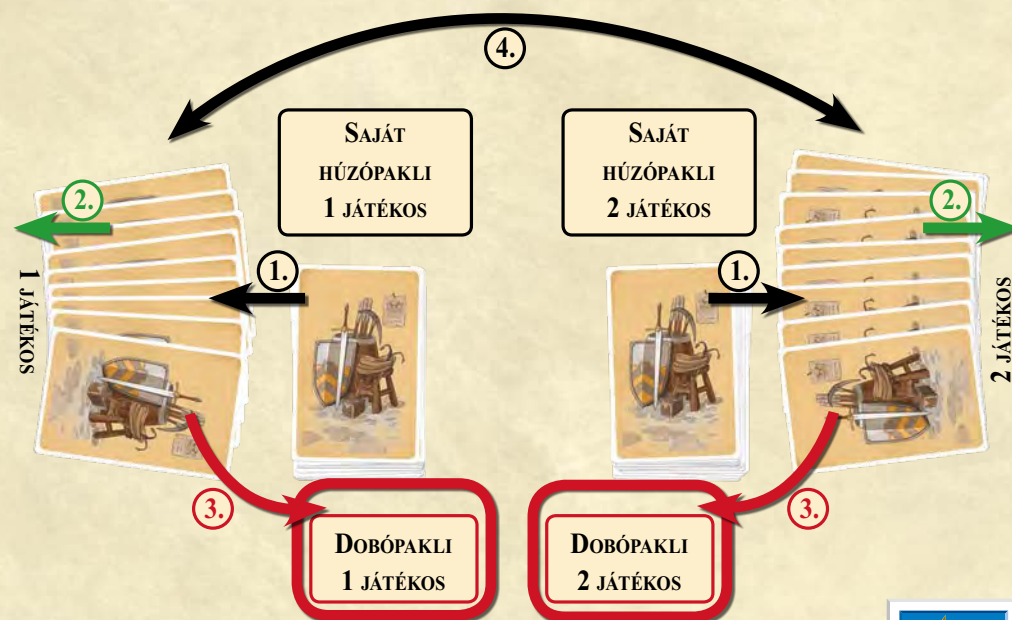 4.
SAJÁT
HÚZÓPAKLI
1 JÁTÉKOS
SAJÁT
HÚZÓPAKLI
2 JÁTÉKOS
2.
2.
1.
1.
1 JÁTÉKOS
2 JÁTÉKOS
3.
3.
DOBÓPAKLI
1 JÁTÉKOS
DOBÓPAKLI
2 JÁTÉKOS